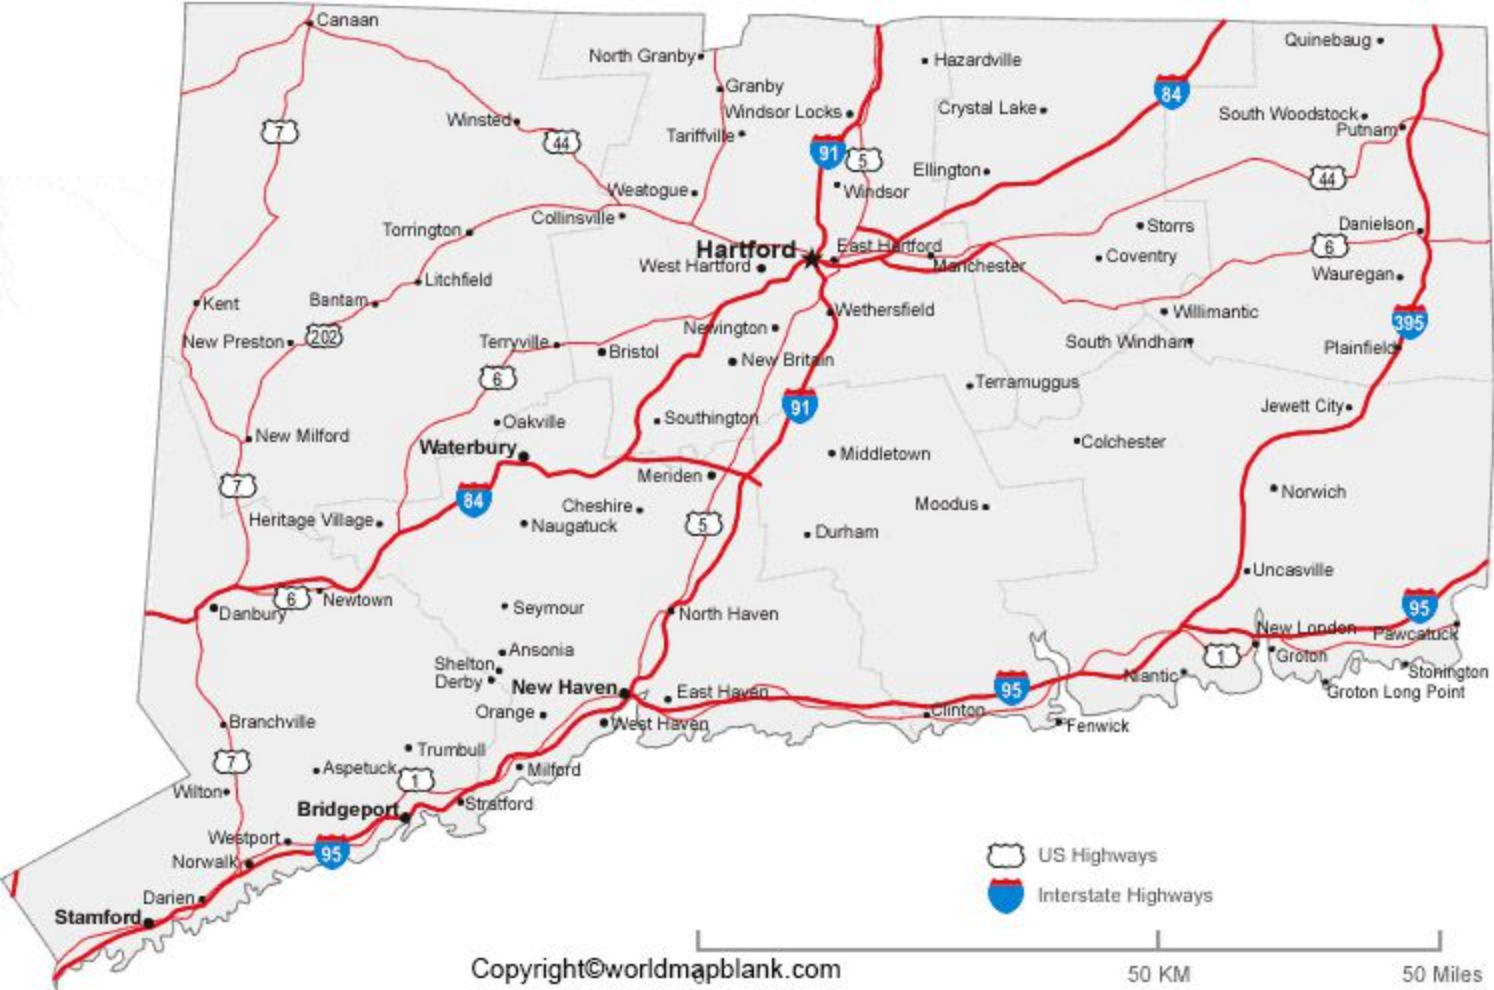 Canaan
Quinebaug
North Granby
Hazardville
Granby
84
Windsor Locks
Crystal Lake
South Woodstock
Winsted
7
44
Tariffville
Putnam
91
5
Ellington
44
Weatogue
Windsor
Collinsville
Torrington
Storrs
Danielson
Hartford
East Hartford
6
West Hartford
Manchester
Coventry
Wauregan
Litchfield
Kent
Bantam
Wethersfield
Willimantic
395
New Preston
202
Terryville
Newington
South Windham
Plainfield
Bristol
New Britain
6
Terramuggus
91
Jewett City
Oakville
Southington
New Milford
Waterbury
Middletown
Colchester
7
Meriden
Norwich
84
Cheshire
Moodus
Heritage Village
Naugatuck
5
Durham
Uncasville
6
Newtown
Danbury
Seymour
North Haven
95
New London
Pawcatuck
Ansonia
1
Groton
Shelton
Derby
New Haven
East Haven
95
Niantic
Stonington
Groton Long Point
Orange
Clinton
Branchville
West Haven
Fenwick
Trumbull
7
Aspetuck
1
Milford
Wilton
Bridgeport
Stratford
Westport
95
Norwalk
US Highways
Darien
Interstate Highways
Stamford
Copyright©worldmapblank.com
50 KM
50 Miles